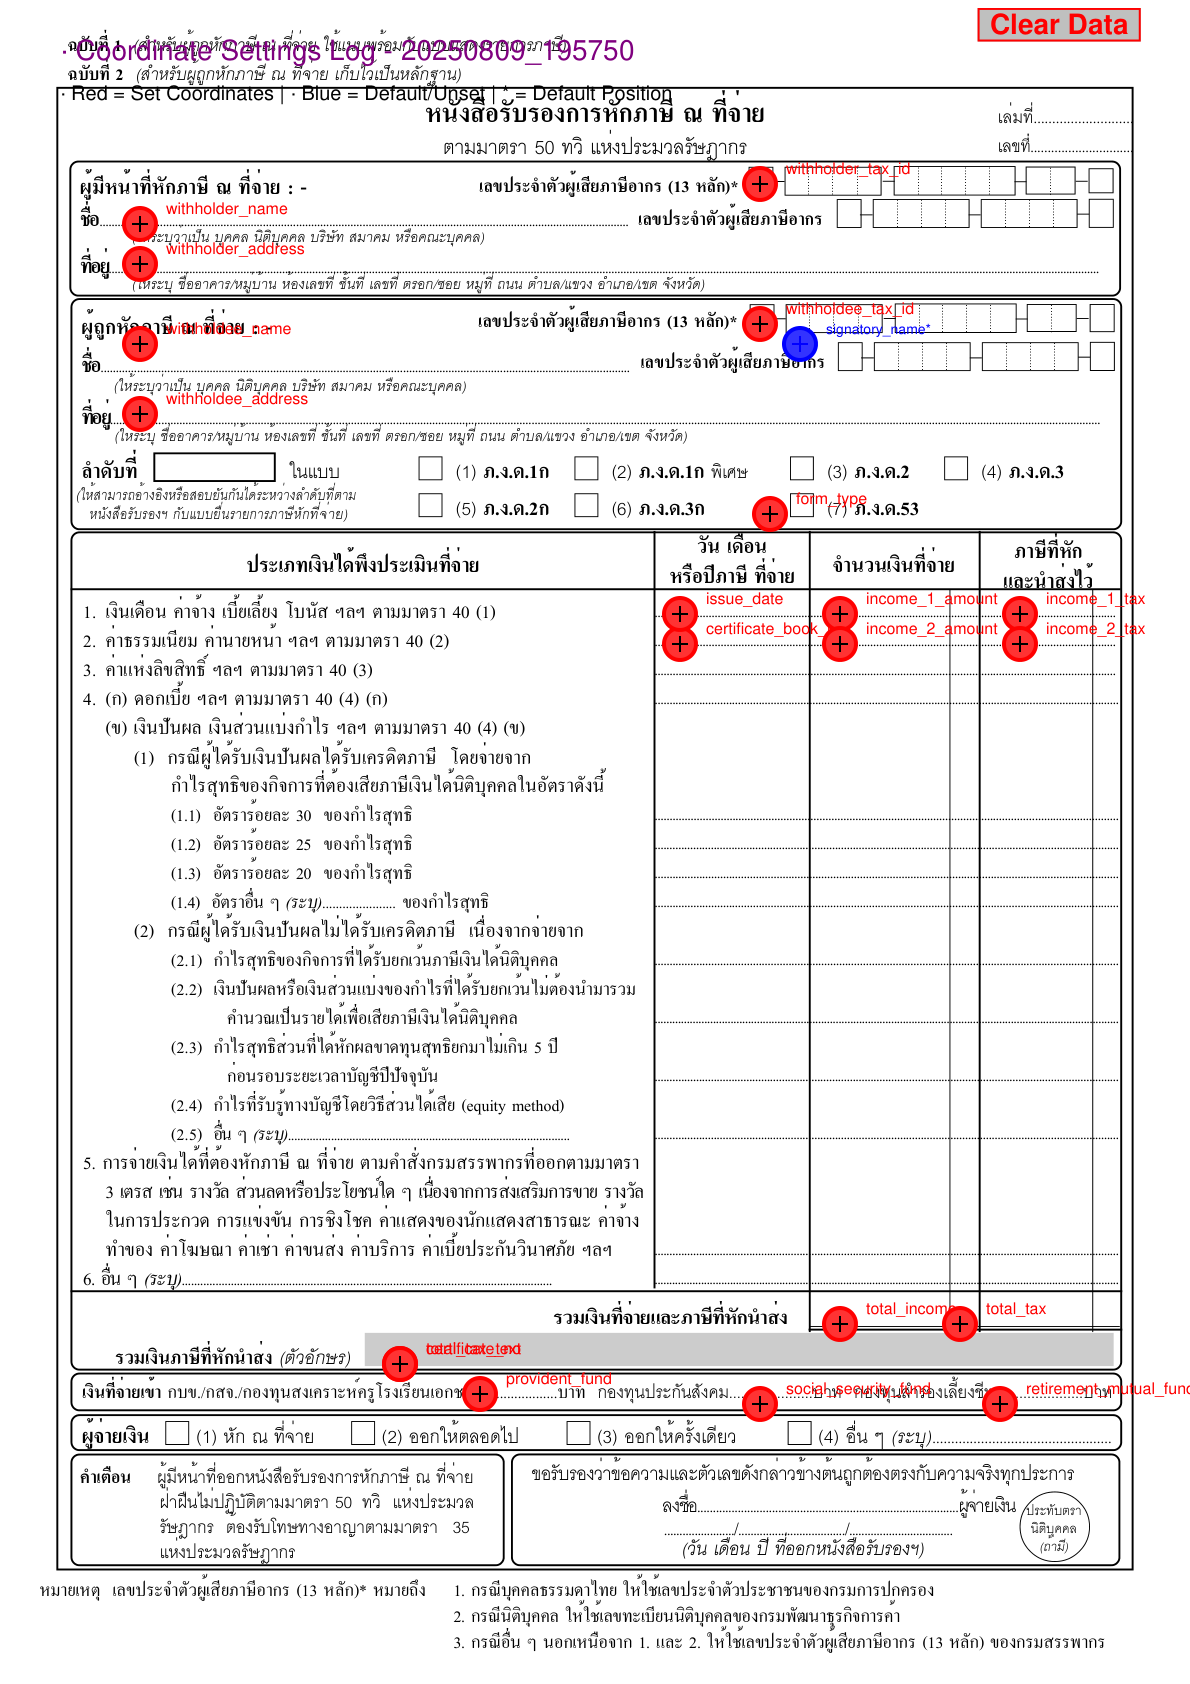 Clear Data
ฉบับที่ 1 (สำหรับผู้ถูกหักภาษี ณ ที่จ่าย ใช้แนบพร้อมกับแบบแสดงรายการภาษี)
· Coordinate Settings Log - 20250809_195750
ฉบับที่ 2 (สำหรับผู้ถูกหักภาษี ณ ที่จ่าย เก็บไว้เป็นหลักฐาน)
· Red = Set Coordinates | · Blue = Default/Unset | * = Default Position
หนังสือรับรองการหักภาษี ณ ที่จ่าย
เล่มที่
ตามมาตรา 50 ทวิ แห่งประมวลรัษฎากร
เลขที่
ผู้มีหน้าที่หักภาษี ณ ที่จ่าย : - เลขประจำตัวผู้เสียภาษีอากร (13 หลัก)* withholder_tax_id
ชื่อ withholder_name เลขประจำตัวผู้เสียภาษีอากร
(ให้ระบุว่าเป็น บุคคล นิติบุคคล บริษัท สมาคม หรือคณะบุคคล)
ที่อยู่ withholder_address
(ให้ระบุ ชื่ออาคาร/หมู่บ้าน ห้องเลขที่ ชั้นที่ เลขที่ ตรอก/ซอย หมู่ที่ ถนน ตำบล/แขวง อำเภอ/เขต จังหวัด)
ผู้ถูกหักภาษี ณ ที่จ่าย : - เลขประจำตัวผู้เสียภาษีอากร (13 หลัก)* withholdee_tax_id
withholdee_name signatory_name*
ชื่อ เลขประจำตัวผู้เสียภาษีอากร
(ให้ระบุว่าเป็น บุคคล นิติบุคคล บริษัท สมาคม หรือคณะบุคคล)
ที่อยู่ withholdee_address
(ให้ระบุ ชื่ออาคาร/หมู่บ้าน ห้องเลขที่ ชั้นที่ เลขที่ ตรอก/ซอย หมู่ที่ ถนน ตำบล/แขวง อำเภอ/เขต จังหวัด)
ลำดับที่ ในแบบ (1) ภ.ง.ด.1ก (2) ภ.ง.ด.1ก พิเศษ (3) ภ.ง.ด.2 (4) ภ.ง.ด.3
(ให้สามารถอ้างอิงหรือสอบยันกันได้ระหว่างลำดับที่ตาม
หนังสือรับรองฯ กับแบบยื่นรายการภาษีหักที่จ่าย)
(5) ภ.ง.ด.2ก (6) ภ.ง.ด.3ก form_type (7) ภ.ง.ด.53
ประเภทเงินได้พึงประเมินที่จ่าย
วัน เดือน
หรือปีภาษี ที่จ่าย
จำนวนเงินที่จ่าย
ภาษีที่หัก
และนำส่งไว้
1. เงินเดือน ค่าจ้าง เบี้ยเลี้ยง โบนัส ฯลฯ ตามมาตรา 40 (1) issue_date income_1_amount income_1_tax
2. ค่าธรรมเนียม ค่านายหน้า ฯลฯ ตามมาตรา 40 (2) certificate_book_ income_2_amount income_2_tax
3. ค่าแห่งลิขสิทธิ์ ฯลฯ ตามมาตรา 40 (3)
4. (ก) ดอกเบี้ย ฯลฯ ตามมาตรา 40 (4) (ก)
(ข) เงินปันผล เงินส่วนแบ่งกำไร ฯลฯ ตามมาตรา 40 (4) (ข)
(1) กรณีผู้ได้รับเงินปันผลได้รับเครดิตภาษี โดยจ่ายจาก
กำไรสุทธิของกิจการที่ต้องเสียภาษีเงินได้นิติบุคคลในอัตราดังนี้
(1.1) อัตราร้อยละ 30 ของกำไรสุทธิ
(1.2) อัตราร้อยละ 25 ของกำไรสุทธิ
(1.3) อัตราร้อยละ 20 ของกำไรสุทธิ
(1.4) อัตราอื่น ๆ (ระบุ)...................... ของกำไรสุทธิ
(2) กรณีผู้ได้รับเงินปันผลไม่ได้รับเครดิตภาษี เนื่องจากจ่ายจาก
(2.1) กำไรสุทธิของกิจการที่ได้รับยกเว้นภาษีเงินได้นิติบุคคล
(2.2) เงินปันผลหรือเงินส่วนแบ่งของกำไรที่ได้รับยกเว้นไม่ต้องนำมารวม
คำนวณเป็นรายได้เพื่อเสียภาษีเงินได้นิติบุคคล
(2.3) กำไรสุทธิส่วนที่ได้หักผลขาดทุนสุทธิยกมาไม่เกิน 5 ปี
ก่อนรอบระยะเวลาบัญชีปีปัจจุบัน
(2.4) กำไรที่รับรู้ทางบัญชีโดยวิธีส่วนได้เสีย (equity method)
(2.5) อื่น ๆ (ระบุ)
5. การจ่ายเงินได้ที่ต้องหักภาษี ณ ที่จ่าย ตามคำสั่งกรมสรรพากรที่ออกตามมาตรา
3 เตรส เช่น รางวัล ส่วนลดหรือประโยชน์ใด ๆ เนื่องจากการส่งเสริมการขาย รางวัล
ในการประกวด การแข่งขัน การชิงโชค ค่าแสดงของนักแสดงสาธารณะ ค่าจ้าง
ทำของ ค่าโฆษณา ค่าเช่า ค่าขนส่ง ค่าบริการ ค่าเบี้ยประกันวินาศภัย ฯลฯ
6. อื่น ๆ (ระบุ)
รวมเงินที่จ่ายและภาษีที่หักนำส่ง total_income total_tax
รวมเงินภาษีที่หักนำส่ง (ตัวอักษร)
เงินที่จ่ายเข้า กบข./กสจ./กองทุนสงเคราะห์ครูโรงเรียนเอกช provident_fund บาท กองทุนประกันสังคม social_security_fund บาท กองทุนสำรองเลี้ยงชีพ retirement_mutual_fund บาท
ผู้จ่ายเงิน (1) หัก ณ ที่จ่าย (2) ออกให้ตลอดไป (3) ออกให้ครั้งเดียว (4) อื่น ๆ (ระบุ)
คำเตือน ผู้มีหน้าที่ออกหนังสือรับรองการหักภาษี ณ ที่จ่าย
ฝ่าฝืนไม่ปฏิบัติตามมาตรา 50 ทวิ แห่งประมวล
รัษฎากร ต้องรับโทษทางอาญาตามมาตรา 35
แห่งประมวลรัษฎากร
ขอรับรองว่าข้อความและตัวเลขดังกล่าวข้างต้นถูกต้องตรงกับความจริงทุกประการ
ลงชื่อ ผู้จ่ายเงิน
/ /
(วัน เดือน ปี ที่ออกหนังสือรับรองฯ)
ประทับตรา
นิติบุคคล
(ถ้ามี)
หมายเหตุ เลขประจำตัวผู้เสียภาษีอากร (13 หลัก)* หมายถึง 1. กรณีบุคคลธรรมดาไทย ให้ใช้เลขประจำตัวประชาชนของกรมการปกครอง
2. กรณีนิติบุคคล ให้ใช้เลขทะเบียนนิติบุคคลของกรมพัฒนาธุรกิจการค้า
3. กรณีอื่น ๆ นอกเหนือจาก 1. และ 2. ให้ใช้เลขประจำตัวผู้เสียภาษีอากร (13 หลัก) ของกรมสรรพากร